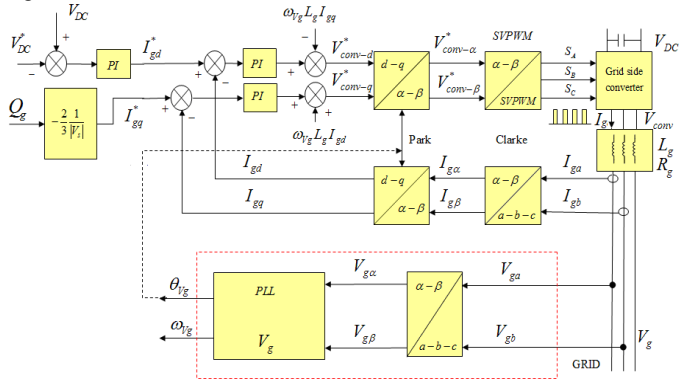 V_DC
ω_Vg L_g I_gq
V*_DC
+
−
PI
I*_gd
+
−
PI
+
−
V*_conv-d
V*_conv-q
d-q
α-β
V*_conv-α
V*_conv-β
SVPWM
α-β
SVPWM
S_A
S_B
S_C
Grid side
converter
V_DC
Q_g
−2/3 1/|V_s|
I*_gq
+
−
PI
+
+
ω_Vg L_g I_gd
Park
Clarke
I_g
V_conv
L_g
R_g
I_gd
I_gq
d-q
α-β
I_gα
I_gβ
α-β
a-b-c
I_ga
I_gb
θ_Vg
ω_Vg
PLL
V_g
V_gα
V_gβ
α-β
a-b-c
V_ga
V_gb
V_g
GRID